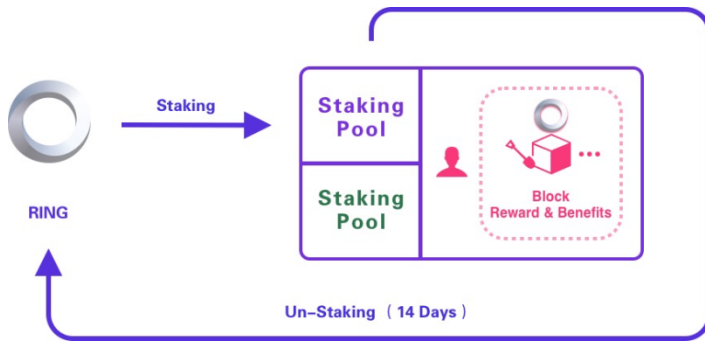 Staking
RING
Staking
Pool
Staking
Pool
Block
Reward & Benefits
Un-Staking ( 14 Days )